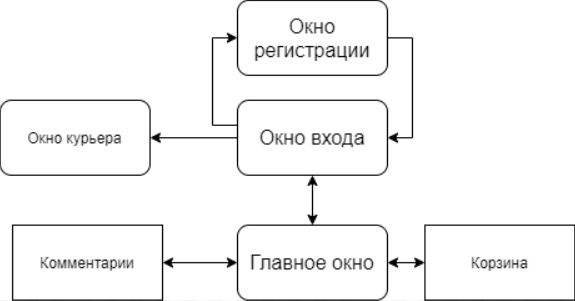 Окно
регистрации
Окно курьера
Окно входа
Комментарии
Главное окно
Корзина